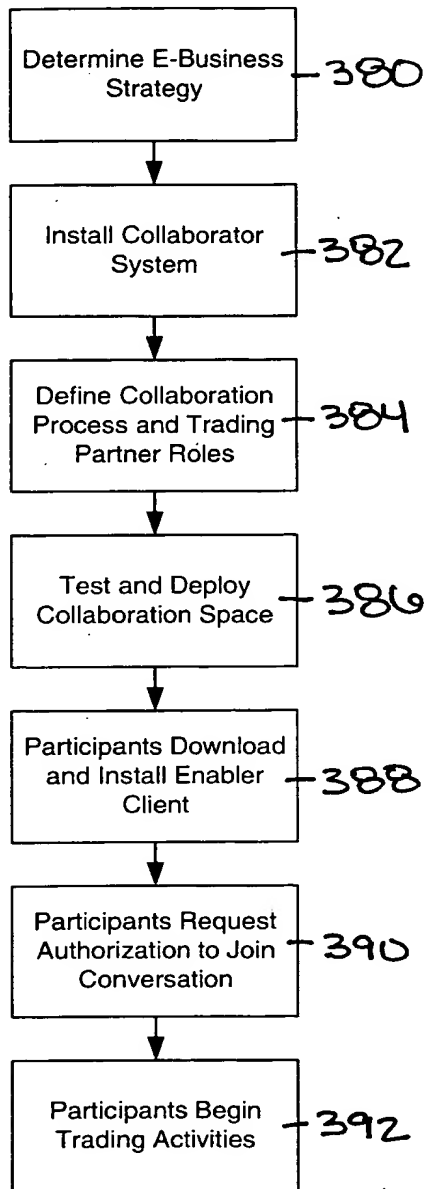 Determine E-Business
Strategy
380
Install Collaborator
System
382
Define Collaboration
Process and Trading
Partner Roles
384
Test and Deploy
Collaboration Space
386
Participants Download
and Install Enabler
Client
388
Participants Request
Authorization to Join
Conversation
390
Participants Begin
Trading Activities
392